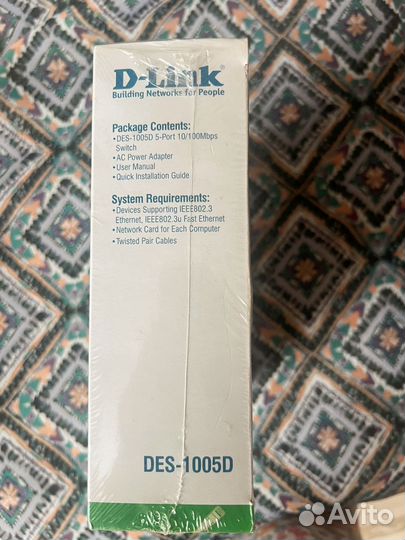 D-Link
Building Networks for People
Package Contents:
•DES-1005D 5-Port 10/100Mbps
Switch
•AC Power Adapter
•User Manual
•Quick Installation Guide
System Requirements:
•Devices Supporting IEEE802.3
Ethernet, IEEE802.3u Fast Ethernet
•Network Card for Each Computer
•Twisted Pair Cables
DES-1005D
Avito